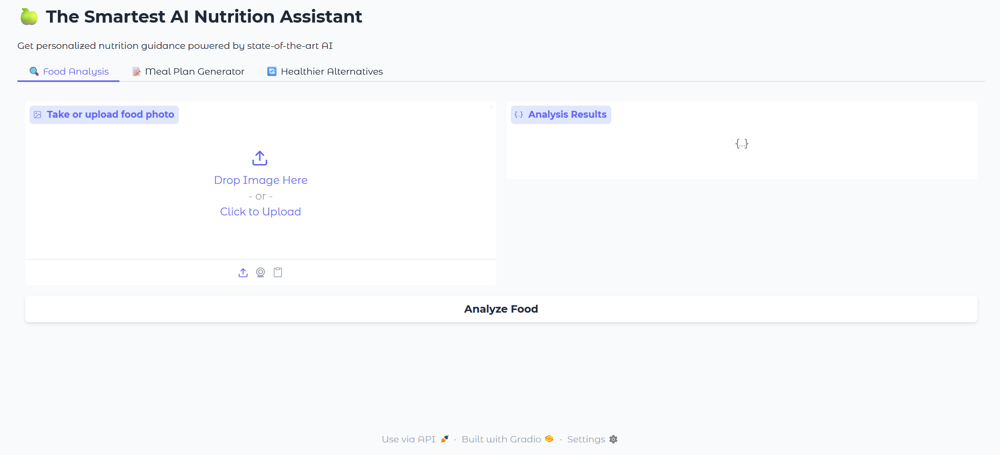 The Smartest AI Nutrition Assistant
Get personalized nutrition guidance powered by state-of-the-art AI
Food Analysis
Meal Plan Generator
Healthier Alternatives
Take or upload food photo
Drop Image Here
- or -
Click to Upload
{..} Analysis Results
{...}
Analyze Food
Use via API · Built with Gradio · Settings